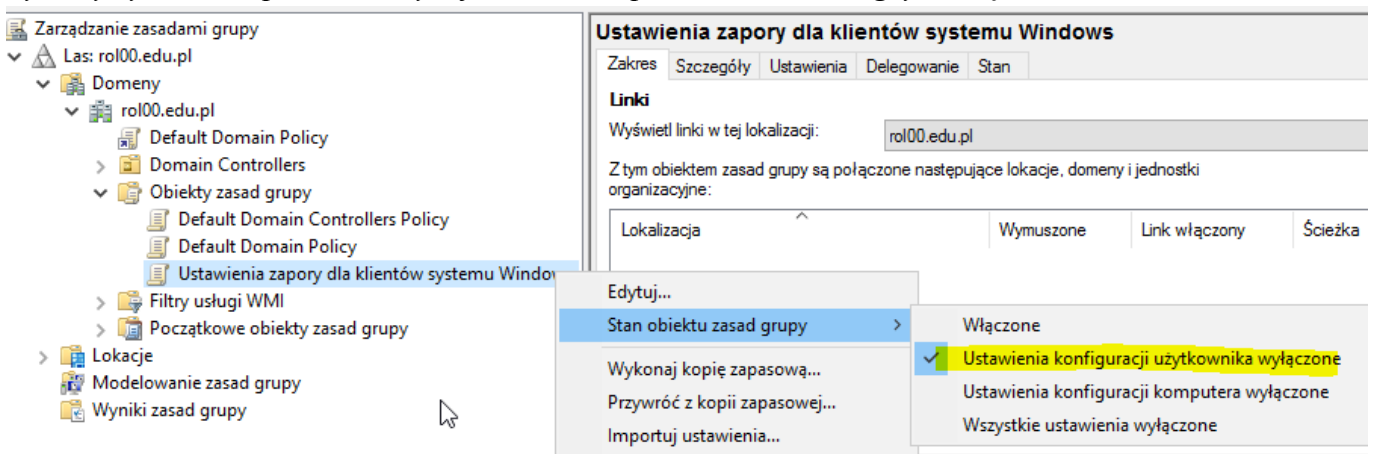 Zarządzanie zasadami grupy
Las: rol00.edu.pl
Domeny
rol00.edu.pl
Default Domain Policy
Domain Controllers
Obiekty zasad grupy
Default Domain Controllers Policy
Default Domain Policy
Ustawienia zapory dla klientów systemu Window
Filtry usługi WMI
Początkowe obiekty zasad grupy
Lokacje
Modelowanie zasad grupy
Wyniki zasad grupy
Ustawienia zapory dla klientów systemu Windows
Zakres Szczegóły Ustawienia Delegowanie Stan
Linki
Wyświetl linki w tej lokalizacji: rol00.edu.pl
Z tym obiektem zasad grupy są połączone następujące lokacje, domeny i jednostki
organizacyjne:
Lokalizacja Wymuszone Link włączony Ścieżka
Edytuj...
Stan obiektu zasad grupy
Wykonaj kopię zapasową...
Przywróć z kopii zapasowej...
Importuj ustawienia...
Włączone
Ustawienia konfiguracji użytkownika wyłączone
Ustawienia konfiguracji komputera wyłączone
Wszystkie ustawienia wyłączone